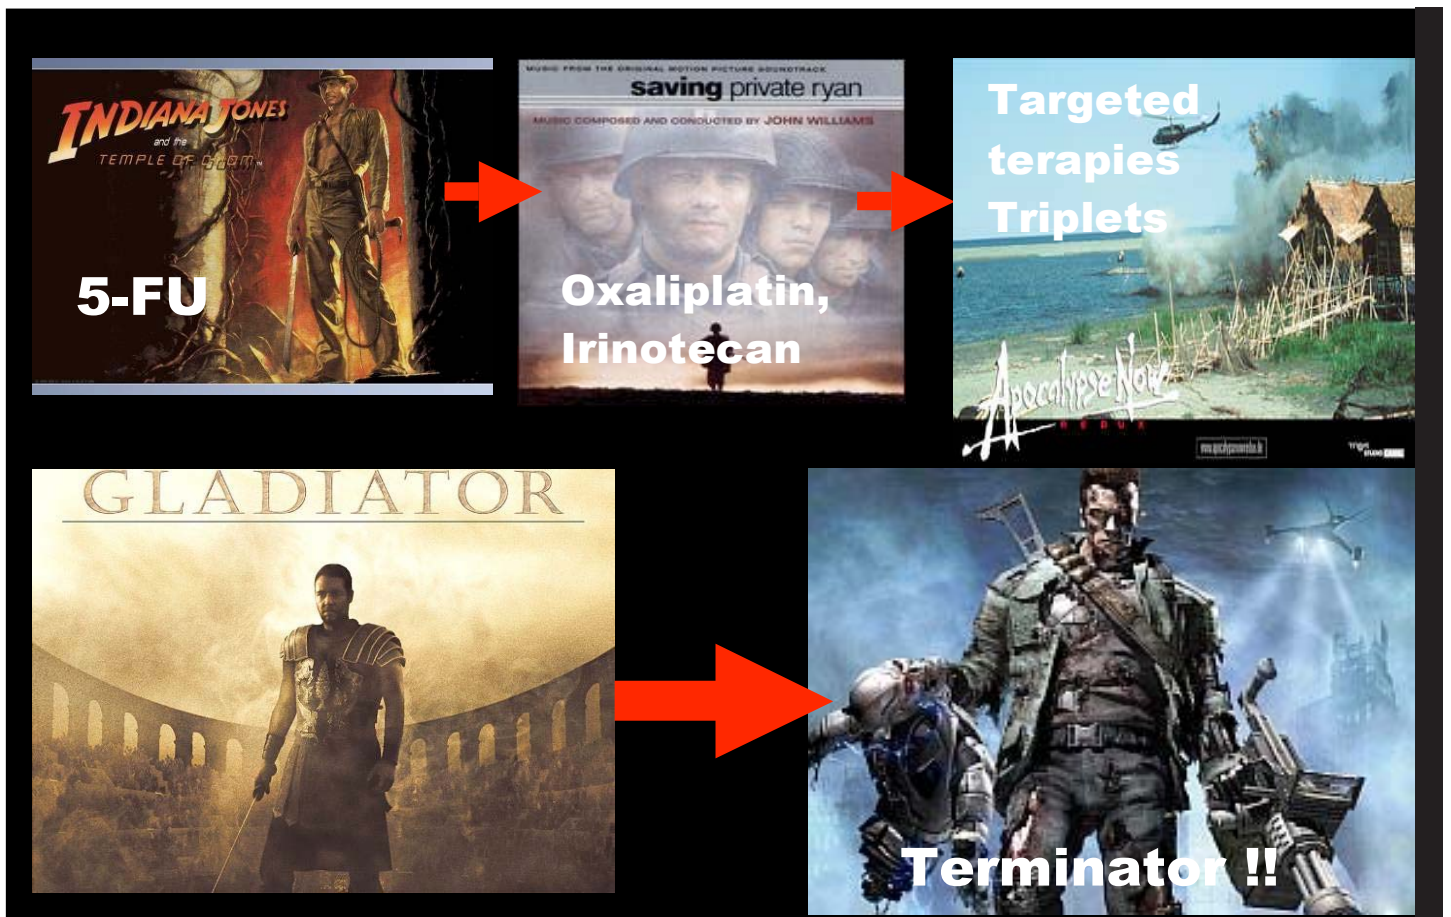 INDIANA JONES
and the
TEMPLE OF DOOM
5-FU
MUSIC FROM THE ORIGINAL MOTION PICTURE SOUNDTRACK
saving private ryan
MUSIC COMPOSED AND CONDUCTED BY JOHN WILLIAMS
Oxaliplatin,
Irinotecan
Targeted
terapies
Triplets
Apocalypse Now
REDUX
GLADIATOR
Terminator !!